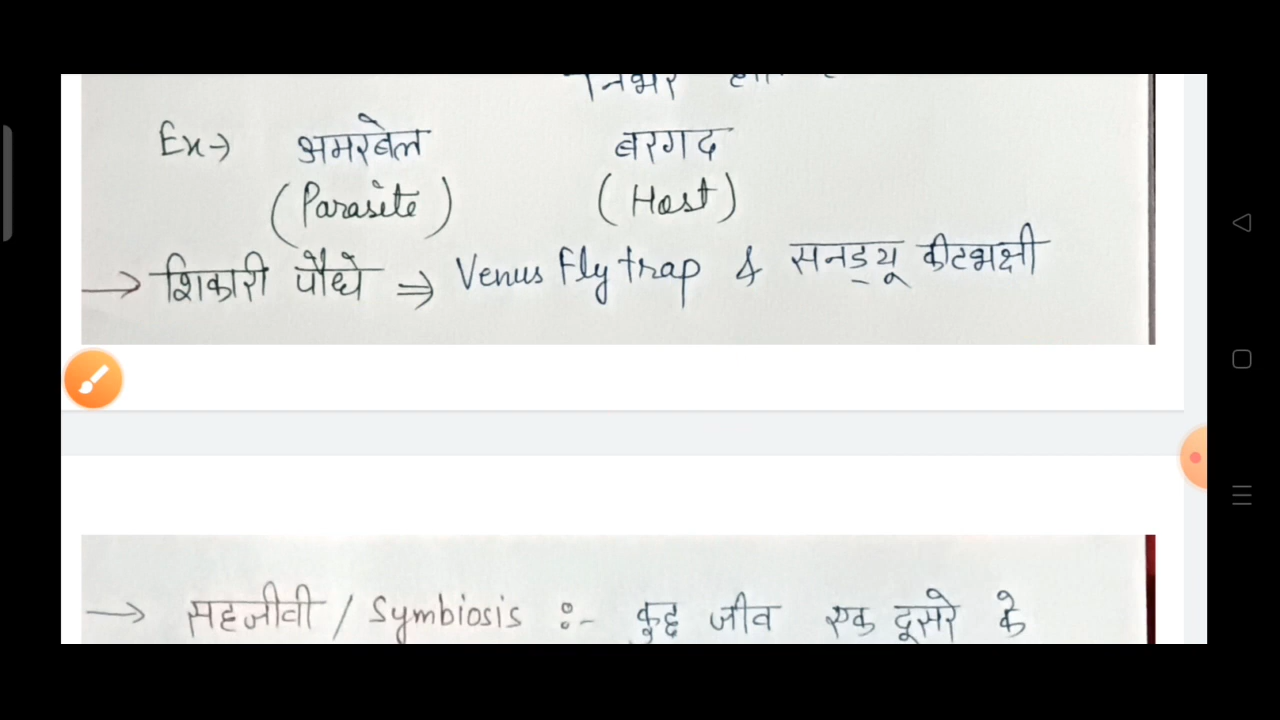 Ex→ अमरबेल बरगद
(Parasite) (Host)
→ शिकारी पौधे ⇒ Venus Fly trap & सनड्यू कीटभक्षी
→ सहजीवी / Symbiosis :- कुछ जीव एक दूसरे के